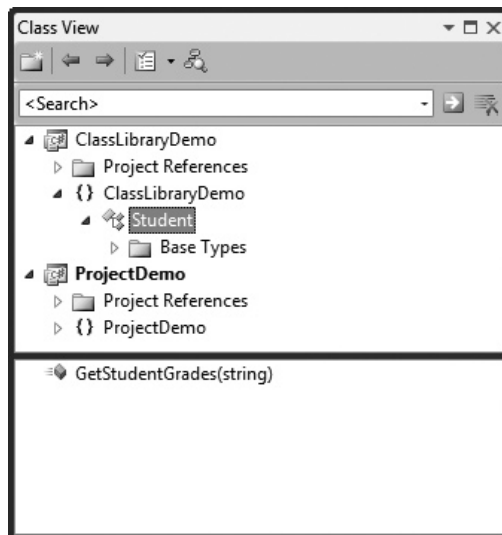 Class View
<Search>
ClassLibraryDemo
Project References
{} ClassLibraryDemo
Student
Base Types
ProjectDemo
Project References
{} ProjectDemo
GetStudentGrades(string)